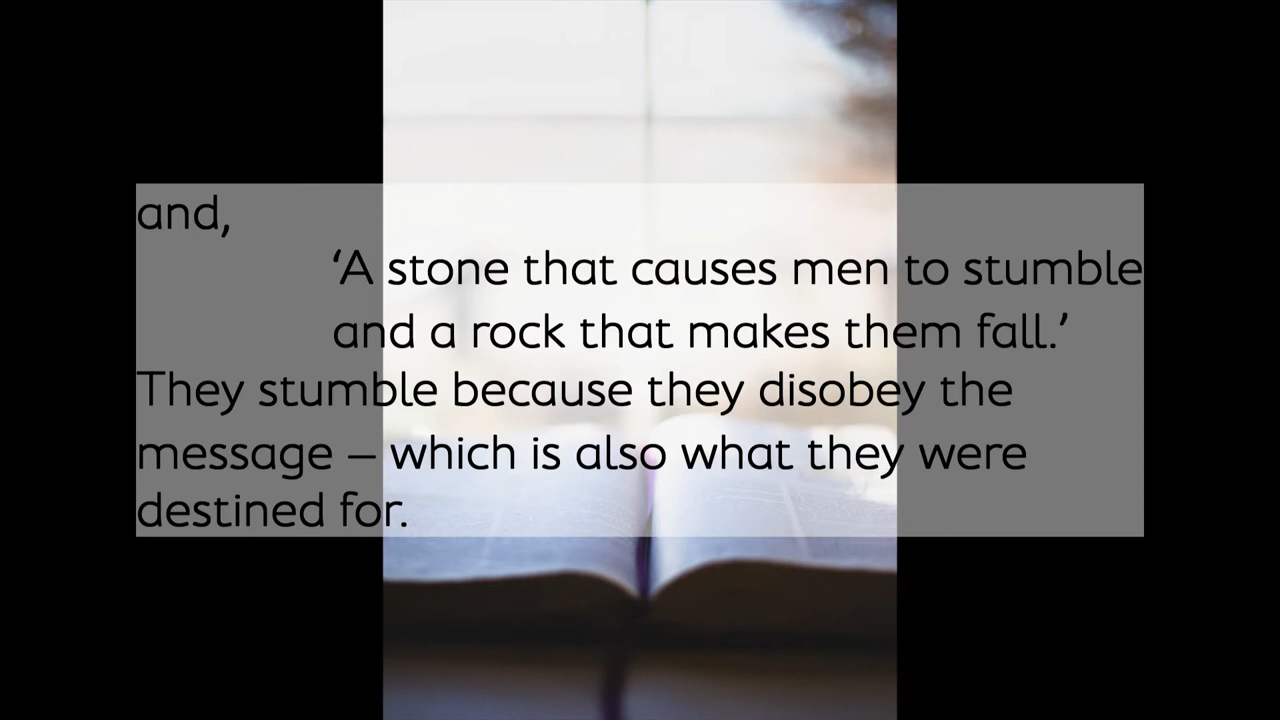 and,
‘A stone that causes men to stumble
and a rock that makes them fall.’
They stumble because they disobey the
message – which is also what they were
destined for.